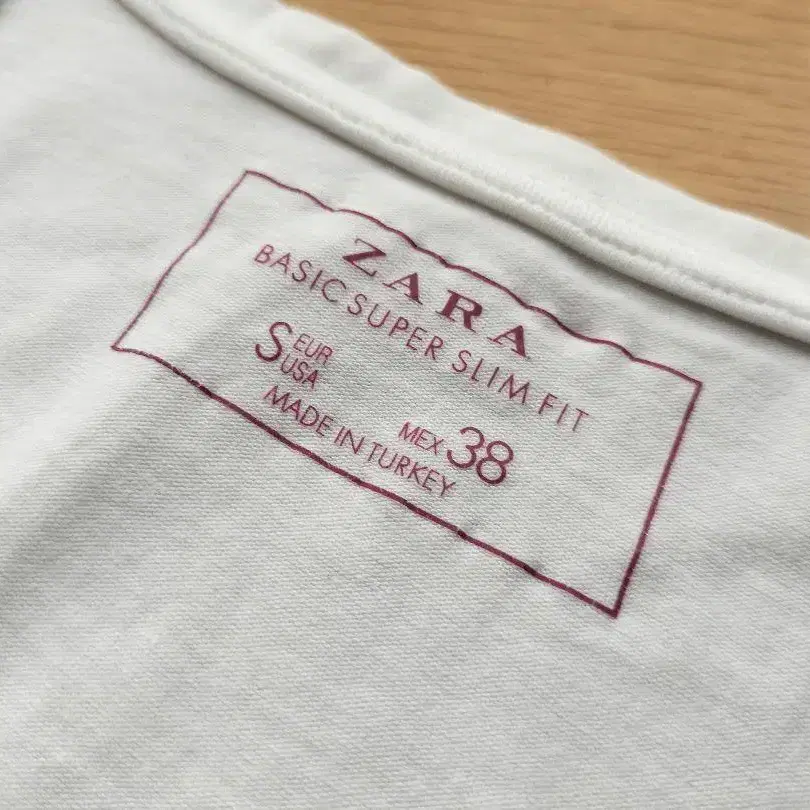 ZARA
BASIC SUPER SLIM FIT
S EUR USA MEX 38
MADE IN TURKEY